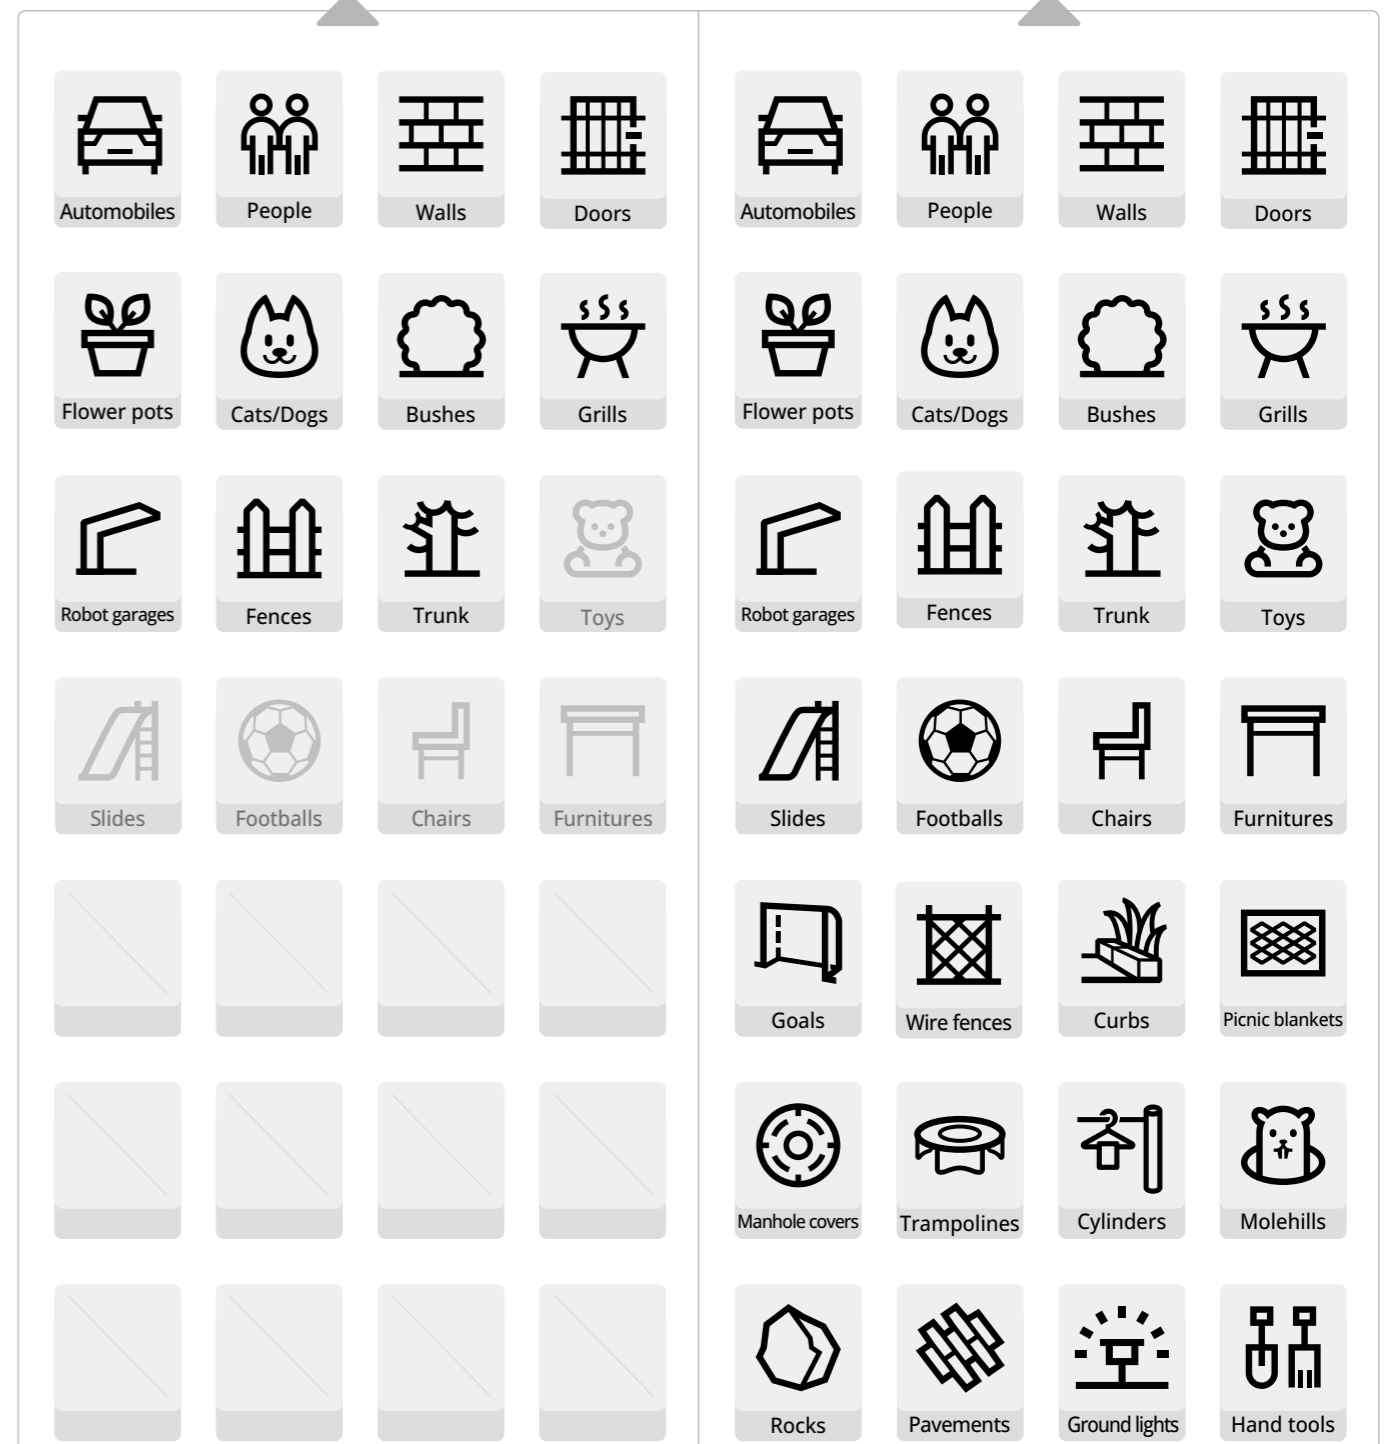 Automobiles People Walls Doors
Flower pots Cats/Dogs Bushes Grills
Robot garages Fences Trunk Toys
Slides Footballs Chairs Furnitures
Automobiles People Walls Doors
Flower pots Cats/Dogs Bushes Grills
Robot garages Fences Trunk Toys
Slides Footballs Chairs Furnitures
Goals Wire fences Curbs Picnic blankets
Manhole covers Trampolines Cylinders Molehills
Rocks Pavements Ground lights Hand tools